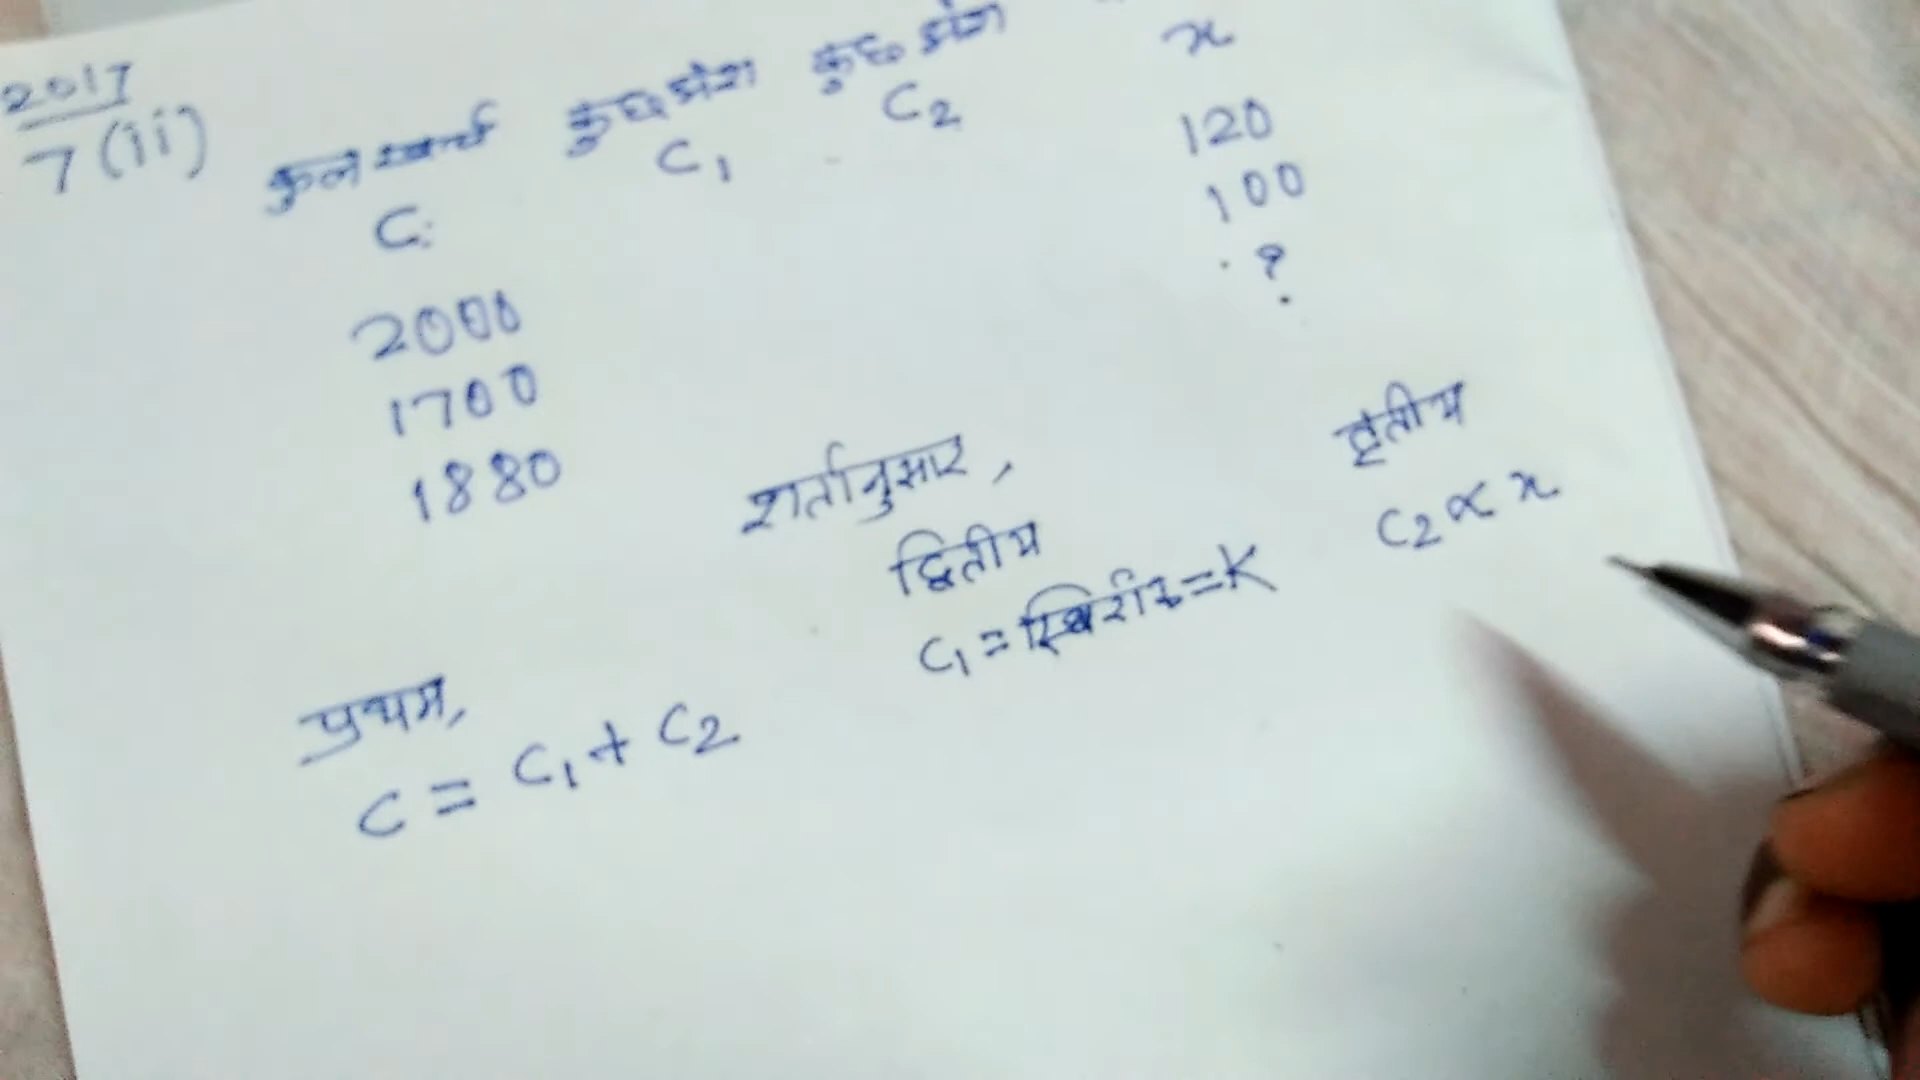 2017
7 (ii)
कुल खर्च कुछ अंश कुछ अंश x
C C₁ C₂ 120
100
?
2000
1700
1880
शर्तानुसार,
प्रथम, द्वितीय तृतीय
C = C₁ + C₂ C₁ = स्थिरांक = K C₂ ∝ x